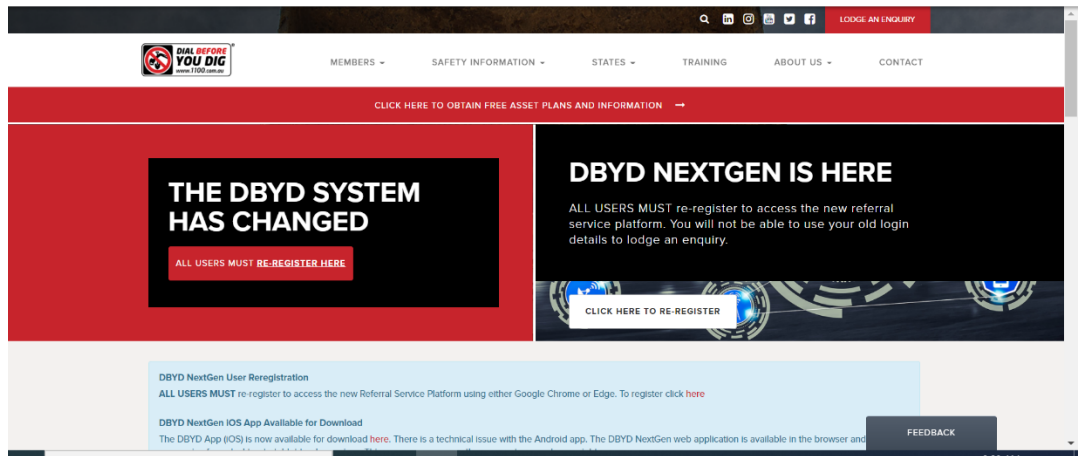 LODGE AN ENQUIRY
DIAL BEFORE
YOU DIG
www.1100.com.au
MEMBERS
SAFETY INFORMATION
STATES
TRAINING
ABOUT US
CONTACT
CLICK HERE TO OBTAIN FREE ASSET PLANS AND INFORMATION →
THE DBYD SYSTEM
HAS CHANGED
ALL USERS MUST RE-REGISTER HERE
DBYD NEXTGEN IS HERE
ALL USERS MUST re-register to access the new referral
service platform. You will not be able to use your old login
details to lodge an enquiry.
CLICK HERE TO RE-REGISTER
DBYD NextGen User Reregistration
ALL USERS MUST re-register to access the new Referral Service Platform using either Google Chrome or Edge. To register click here
DBYD NextGen iOS App Available for Download
The DBYD App (iOS) is now available for download here. There is a technical issue with the Android app. The DBYD NextGen web application is available in the browser and
FEEDBACK